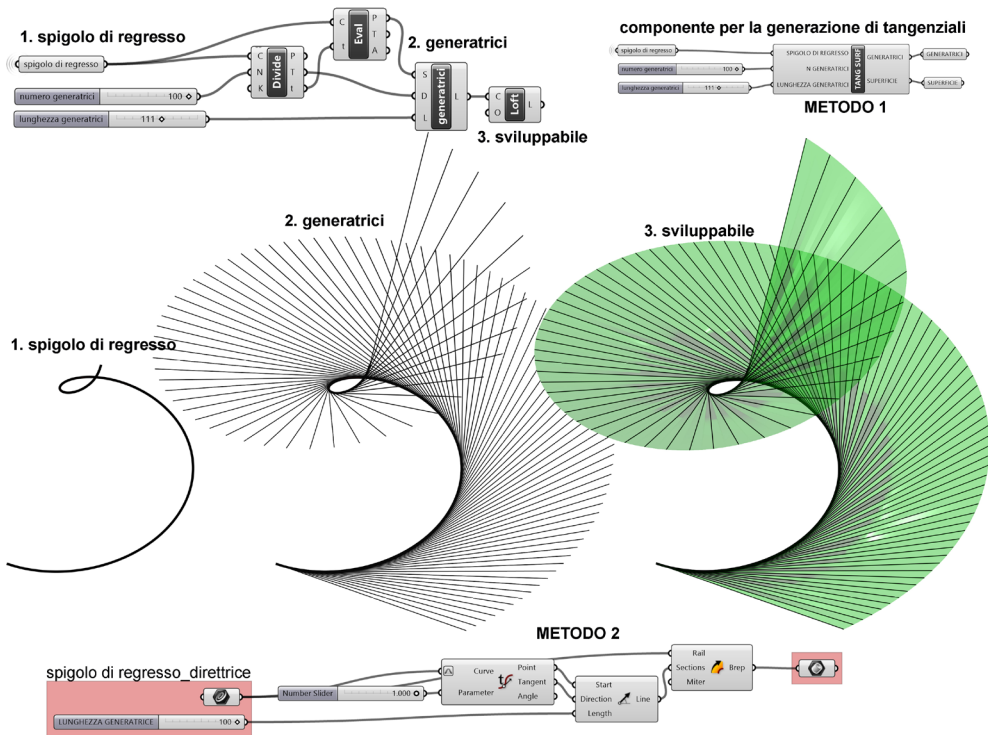 1. spigolo di regresso
spigolo di regresso
numero generatrici 100
lunghezza generatrici 111
C N K Divide P T t
C t Eval P T A
2. generatrici
S D L generatrici L
C O Loft L
3. sviluppabile
componente per la generazione di tangenziali
spigolo di regresso
numero generatrici 100
lunghezza generatrici 111
SPIGOLO DI REGRESSO
N GENERATRICI
LUNGHEZZA GENERATRICI
TANG SURF
GENERATRICI
SUPERFICIE
GENERATRICI
SUPERFICIE
METODO 1
2. generatrici
3. sviluppabile
1. spigolo di regresso
METODO 2
spigolo di regresso_direttrice
LUNGHEZZA GENERATRICE 100
Number Slider 1.000
Curve
Parameter
Point
Tangent
Angle
Start
Direction
Length
Line
Rail
Sections
Miter
Brep